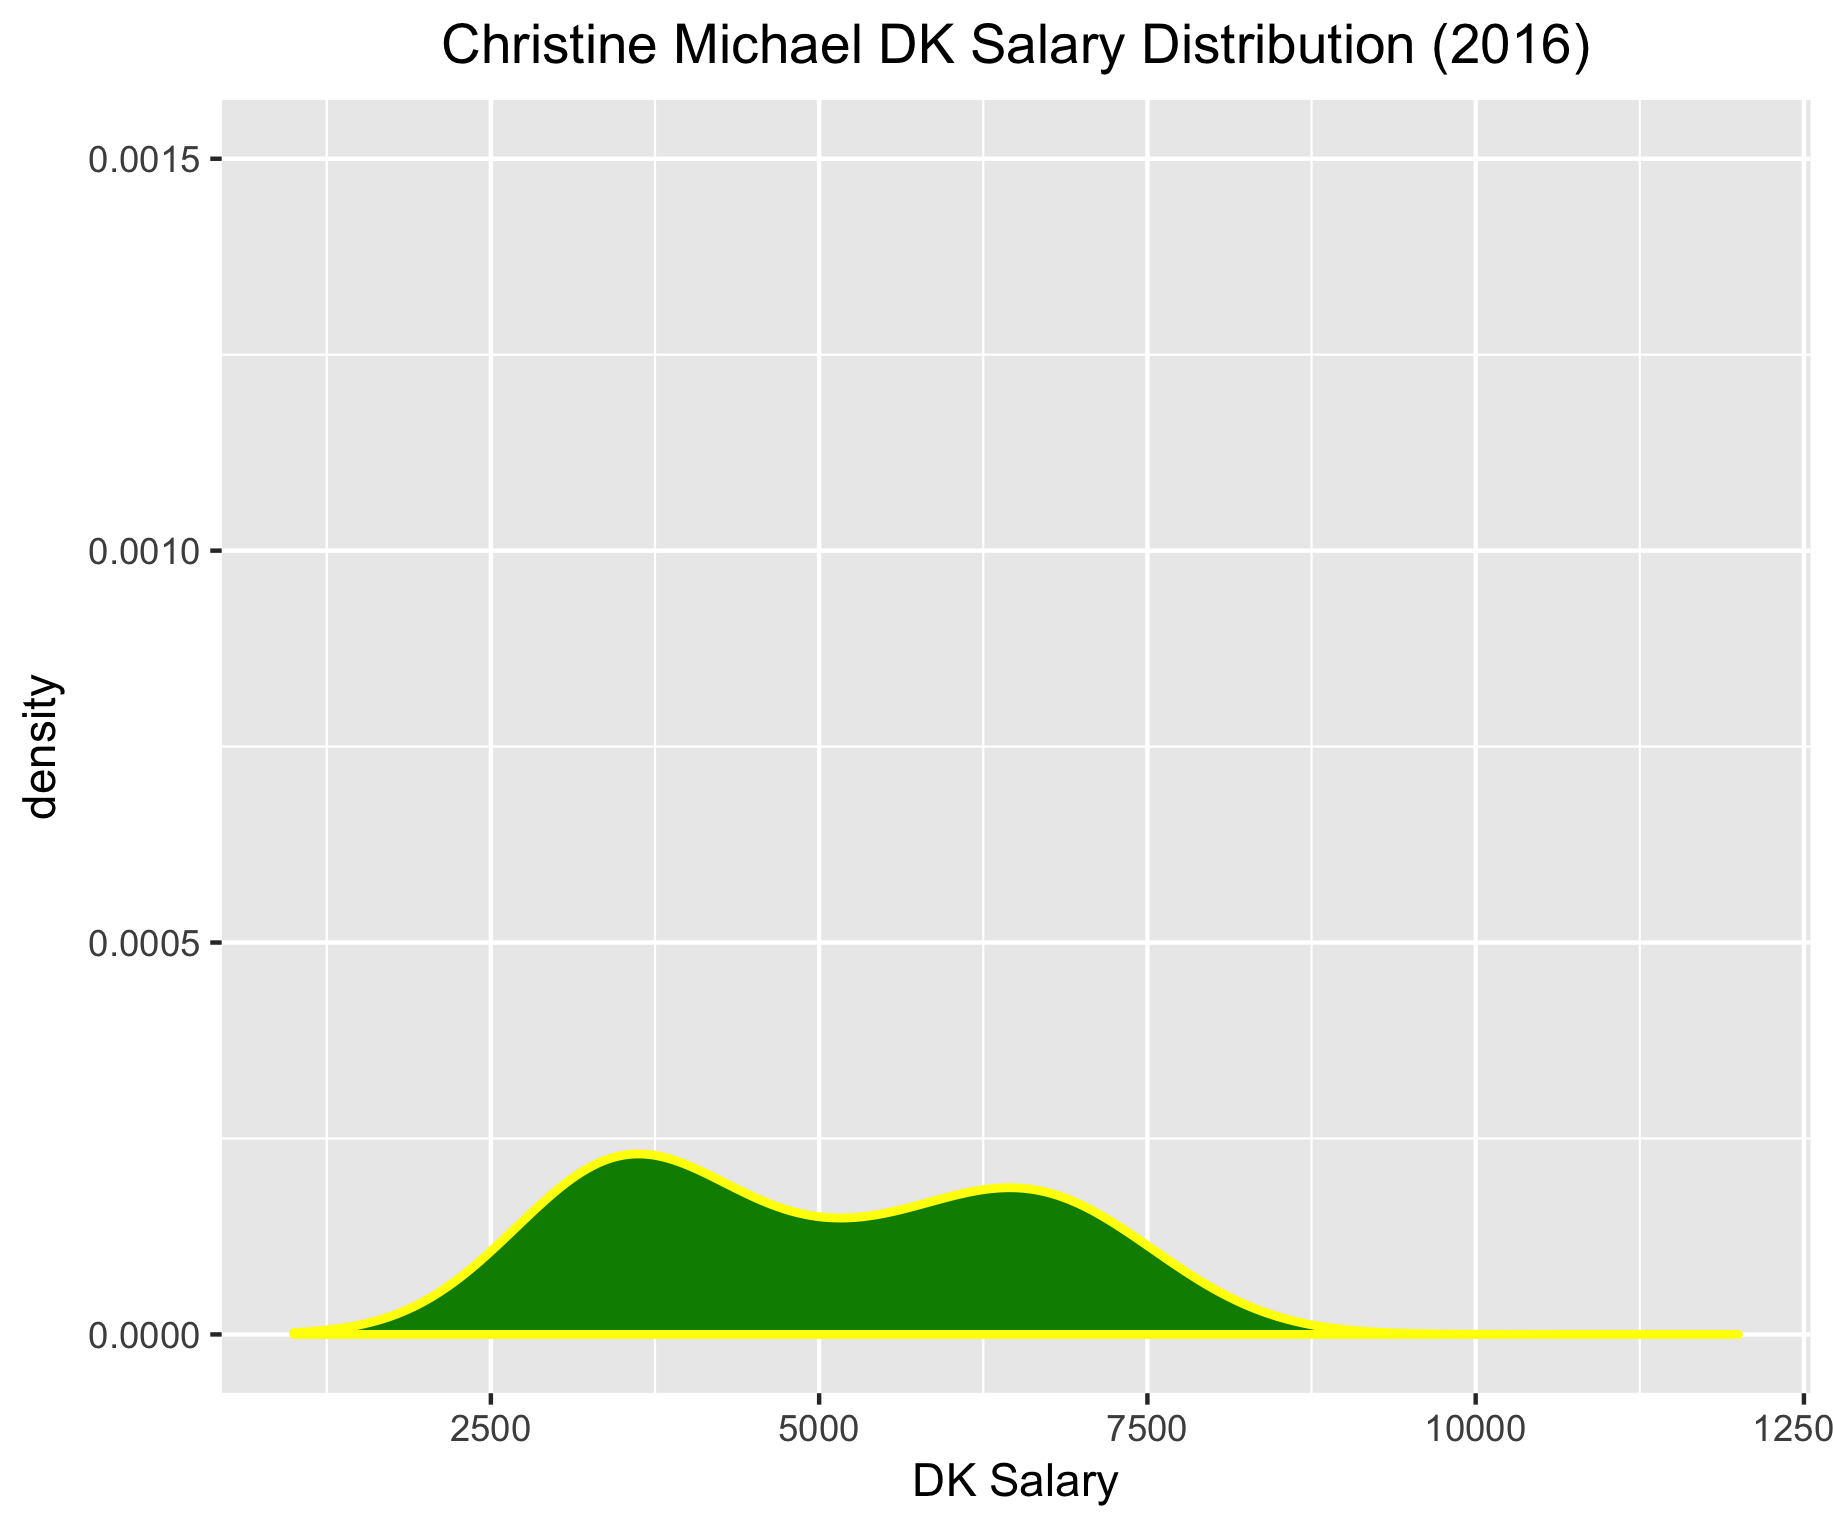 Christine Michael DK Salary Distribution (2016)
0.0015
0.0010
0.0005
0.0000
density
2500 5000 7500 10000 1250
DK Salary